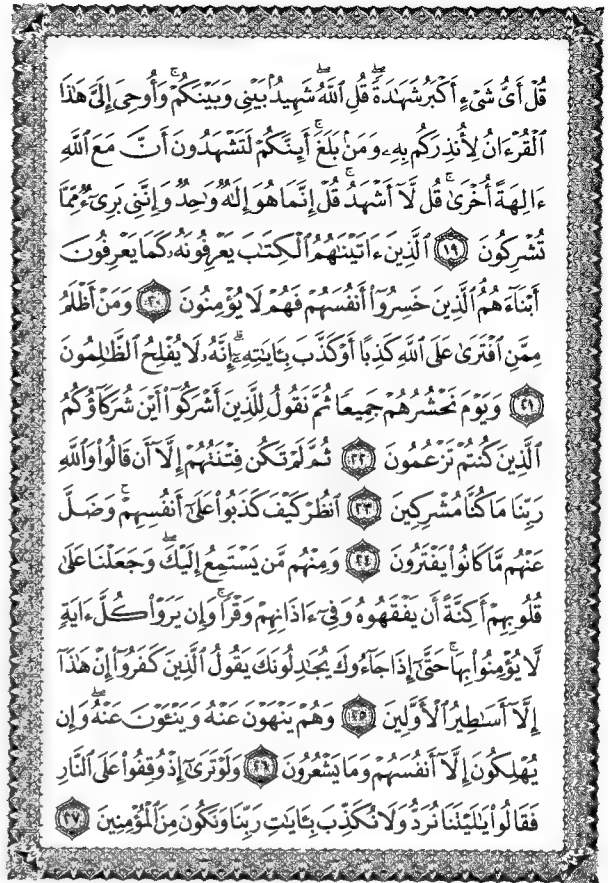 قُلْ أَيُّ شَيْءٍ أَكْبَرُ شَهَٰدَةًۖ قُلِ ٱللَّهُۖ شَهِيدُۢ بَيْنِي وَبَيْنَكُمْۚ وَأُوحِيَ إِلَيَّ هَٰذَا
ٱلْقُرْءَانُ لِأُنذِرَكُم بِهِۦ وَمَنۢ بَلَغَۚ أَئِنَّكُمْ لَتَشْهَدُونَ أَنَّ مَعَ ٱللَّهِ
ءَالِهَةً أُخْرَىٰۚ قُل لَّآ أَشْهَدُۚ قُلْ إِنَّمَا هُوَ إِلَٰهٌ وَٰحِدٌ وَإِنَّنِي بَرِيٓءٌ مِّمَّا
تُشْرِكُونَ ۝١٩ ٱلَّذِينَ ءَاتَيْنَٰهُمُ ٱلْكِتَٰبَ يَعْرِفُونَهُۥ كَمَا يَعْرِفُونَ
أَبْنَآءَهُمُ ٱلَّذِينَ خَسِرُوٓا۟ أَنفُسَهُمْ فَهُمْ لَا يُؤْمِنُونَ ۝٢٠ وَمَنْ أَظْلَمُ
مِمَّنِ ٱفْتَرَىٰ عَلَى ٱللَّهِ كَذِبًا أَوْ كَذَّبَ بِـَٔايَٰتِهِۦٓۗ إِنَّهُۥ لَا يُفْلِحُ ٱلظَّٰلِمُونَ
۝٢١ وَيَوْمَ نَحْشُرُهُمْ جَمِيعًا ثُمَّ نَقُولُ لِلَّذِينَ أَشْرَكُوٓا۟ أَيْنَ شُرَكَآؤُكُمُ
ٱلَّذِينَ كُنتُمْ تَزْعُمُونَ ۝٢٢ ثُمَّ لَمْ تَكُن فِتْنَتُهُمْ إِلَّآ أَن قَالُوا۟ وَٱللَّهِ
رَبِّنَا مَا كُنَّا مُشْرِكِينَ ۝٢٣ ٱنظُرْ كَيْفَ كَذَبُوا۟ عَلَىٰٓ أَنفُسِهِمْۚ وَضَلَّ
عَنْهُم مَّا كَانُوا۟ يَفْتَرُونَ ۝٢٤ وَمِنْهُم مَّن يَسْتَمِعُ إِلَيْكَۖ وَجَعَلْنَا عَلَىٰ
قُلُوبِهِمْ أَكِنَّةً أَن يَفْقَهُوهُ وَفِيٓ ءَاذَانِهِمْ وَقْرًاۚ وَإِن يَرَوْا۟ كُلَّ ءَايَةٍ
لَّا يُؤْمِنُوا۟ بِهَاۚ حَتَّىٰٓ إِذَا جَآءُوكَ يُجَٰدِلُونَكَ يَقُولُ ٱلَّذِينَ كَفَرُوٓا۟ إِنْ هَٰذَآ
إِلَّآ أَسَٰطِيرُ ٱلْأَوَّلِينَ ۝٢٥ وَهُمْ يَنْهَوْنَ عَنْهُ وَيَنْـَٔوْنَ عَنْهُۖ وَإِن
يُهْلِكُونَ إِلَّآ أَنفُسَهُمْ وَمَا يَشْعُرُونَ ۝٢٦ وَلَوْ تَرَىٰٓ إِذْ وُقِفُوا۟ عَلَى ٱلنَّارِ
فَقَالُوا۟ يَٰلَيْتَنَا نُرَدُّ وَلَا نُكَذِّبَ بِـَٔايَٰتِ رَبِّنَا وَنَكُونَ مِنَ ٱلْمُؤْمِنِينَ ۝٢٧